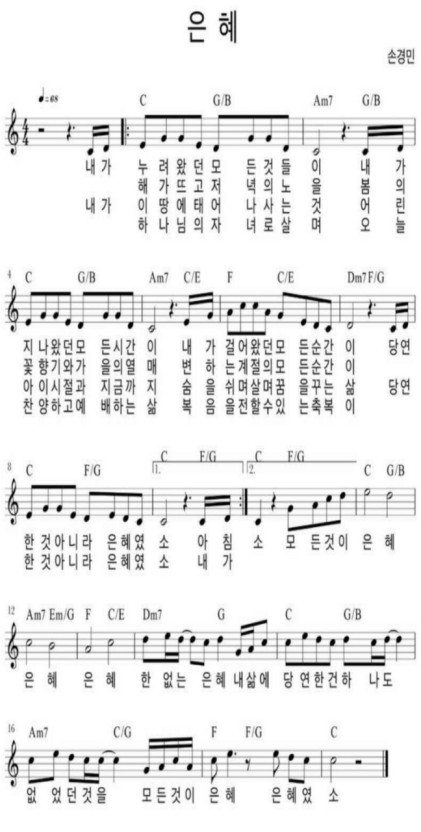 은 혜
손경민
♩=68
C G/B Am7 G/B
내 가 누 려 왔 던 모 든 것 들 이 내 가
해 가 뜨 고 저 녁 의 노 을 봄 의
내 가 이 땅 에 태 어 나 사 는 것 어 린
하 나 님 의 자 녀 로 살 며 오 늘
4
C G/B Am7 C/E F C/E Dm7 F/G
지 나 왔 던 모 든 시 간 이 내 가 걸 어 왔 던 모 든 순 간 이 당 연
꽃 향 기 와 가 을 의 열 매 변 하 는 계 절 의 모 든 순 간 이
아 이 시 절 과 지 금 까 지 숨 을 쉬 며 살 며 꿈 을 꾸 는 삶 당 연
찬 양 하 고 예 배 하 는 삶 복 음 을 전 할 수 있 는 축 복 이
8
C F/G C F/G C F/G C G/B
1. 2.
한 것 아 니 라 은 혜 였 소 아 침 소 모 든 것 이 은 혜
한 것 아 니 라 은 혜 였 소 내 가
12
Am7 Em/G F C/E Dm7 G C G/B
은 혜 은 혜 한 없 는 은 혜 내 삶 에 당 연 한 건 하 나 도
16
Am7 C/G F F/G C
없 었 던 것 을 모 든 것 이 은 혜 은 혜 였 소